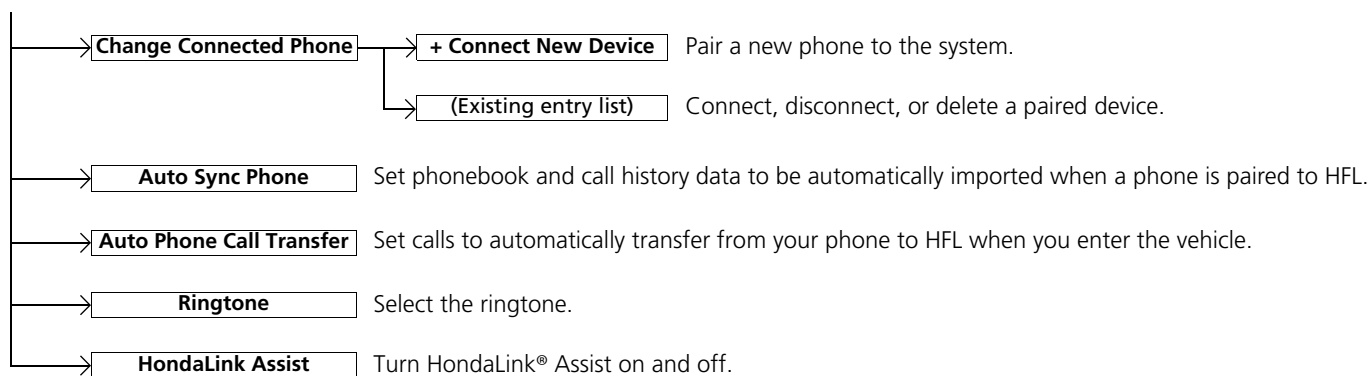 Change Connected Phone + Connect New Device Pair a new phone to the system.
(Existing entry list) Connect, disconnect, or delete a paired device.
Auto Sync Phone Set phonebook and call history data to be automatically imported when a phone is paired to HFL.
Auto Phone Call Transfer Set calls to automatically transfer from your phone to HFL when you enter the vehicle.
Ringtone Select the ringtone.
HondaLink Assist Turn HondaLink® Assist on and off.